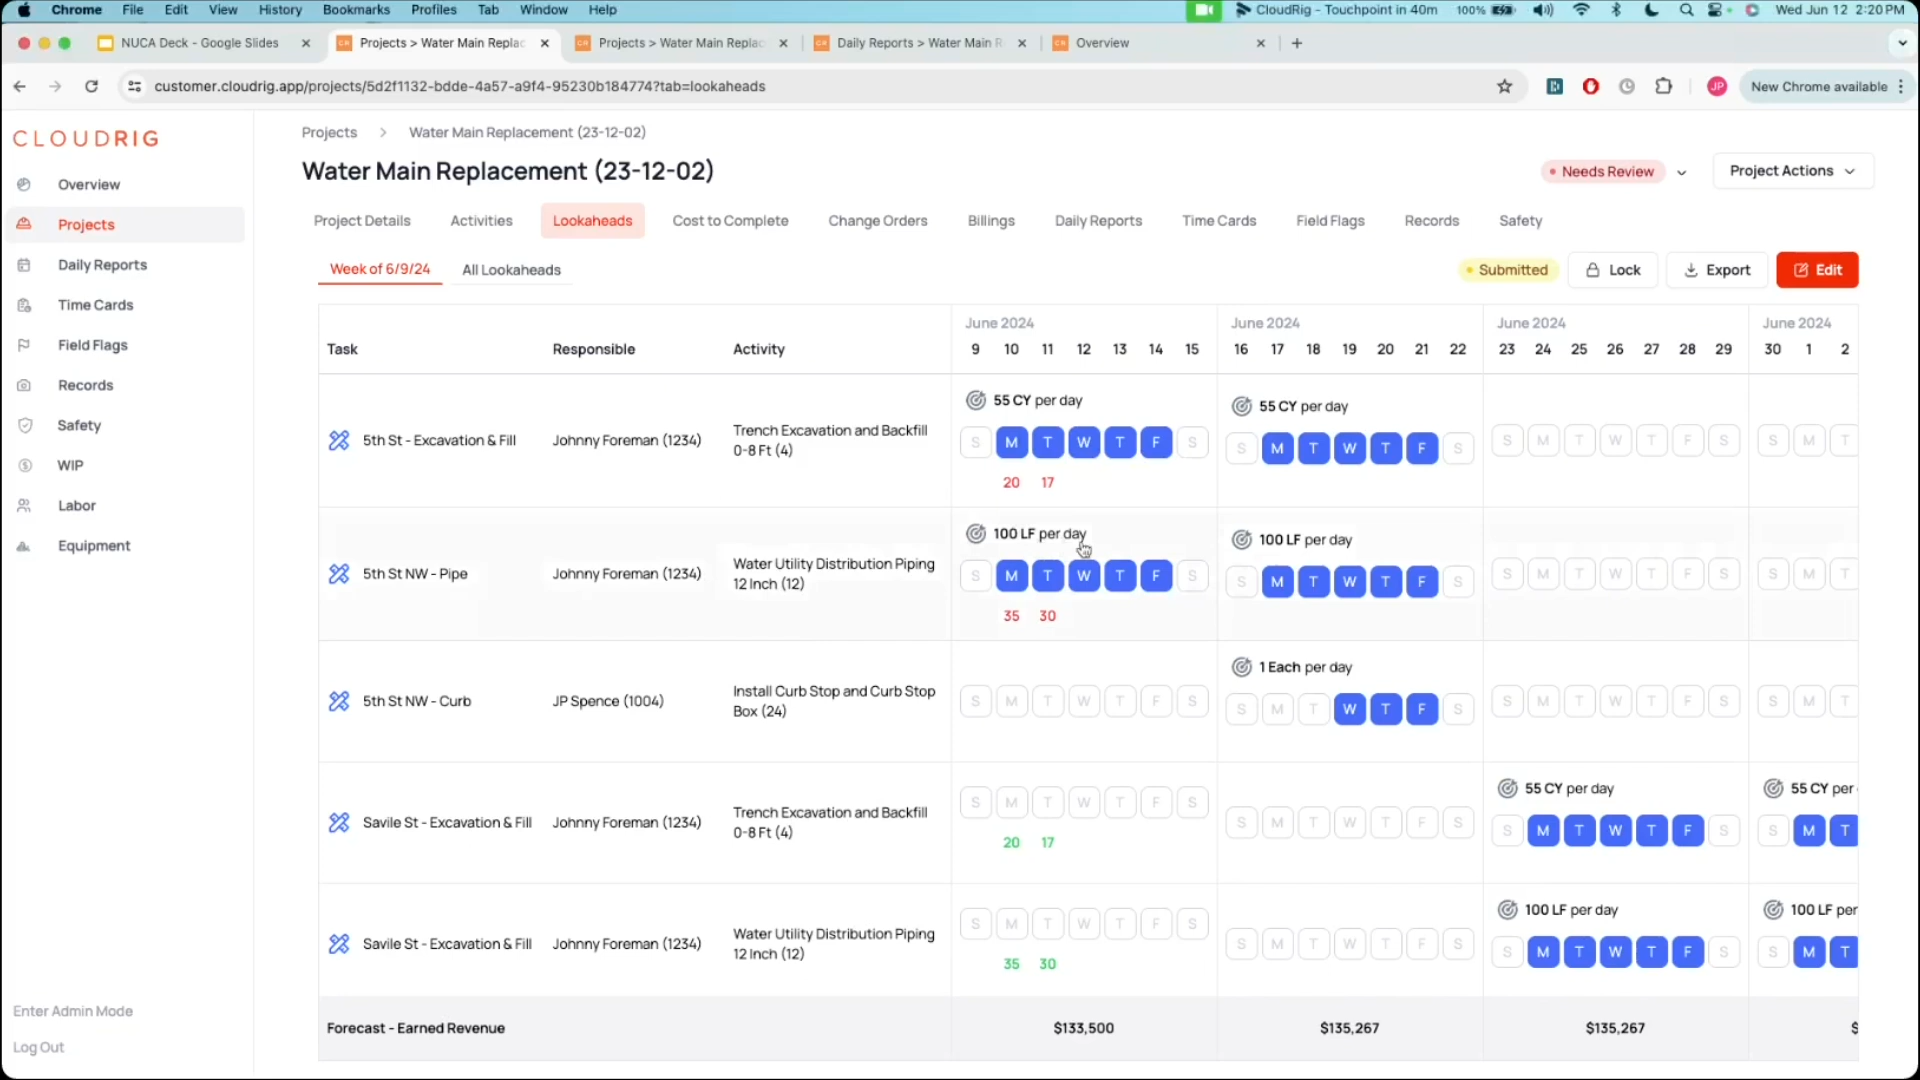 Chrome File Edit View History Bookmarks Profiles Tab Window Help CloudRig - Touchpoint in 40m 100% Wed Jun 12 2:20 PM
NUCA Deck - Google Slides Projects > Water Main Replac Projects > Water Main Replac Daily Reports > Water Main R Overview
customer.cloudrig.app/projects/5d2f1132-bdde-4a57-a9f4-95230b184774?tab=lookaheads JP New Chrome available
CLOUDRIG
Overview
Projects
Daily Reports
Time Cards
Field Flags
Records
Safety
WIP
Labor
Equipment
Enter Admin Mode
Log Out
Projects > Water Main Replacement (23-12-02)
Water Main Replacement (23-12-02)
Needs Review Project Actions
Project Details Activities Lookaheads Cost to Complete Change Orders Billings Daily Reports Time Cards Field Flags Records Safety
Week of 6/9/24 All Lookaheads Submitted Lock Export Edit
June 2024 June 2024 June 2024 June 2024
Task Responsible Activity 9 10 11 12 13 14 15 16 17 18 19 20 21 22 23 24 25 26 27 28 29 30 1 2
55 CY per day 55 CY per day
5th St - Excavation & Fill Johnny Foreman (1234) Trench Excavation and Backfill
0-8 Ft (4)
S M T W T F S S M T W T F S S M T W T F S S M T
20 17
100 LF per day 100 LF per day
5th St NW - Pipe Johnny Foreman (1234) Water Utility Distribution Piping
12 Inch (12)
S M T W T F S S M T W T F S S M T W T F S S M T
35 30
1 Each per day
5th St NW - Curb JP Spence (1004) Install Curb Stop and Curb Stop
Box (24)
S M T W T F S S M T W T F S S M T W T F S S M T
55 CY per day 55 CY per
Savile St - Excavation & Fill Johnny Foreman (1234) Trench Excavation and Backfill
0-8 Ft (4)
S M T W T F S S M T W T F S S M T W T F S S M T
20 17
100 LF per day 100 LF per
Savile St - Excavation & Fill Johnny Foreman (1234) Water Utility Distribution Piping
12 Inch (12)
S M T W T F S S M T W T F S S M T W T F S S M T
35 30
Forecast - Earned Revenue $133,500 $135,267 $135,267 $